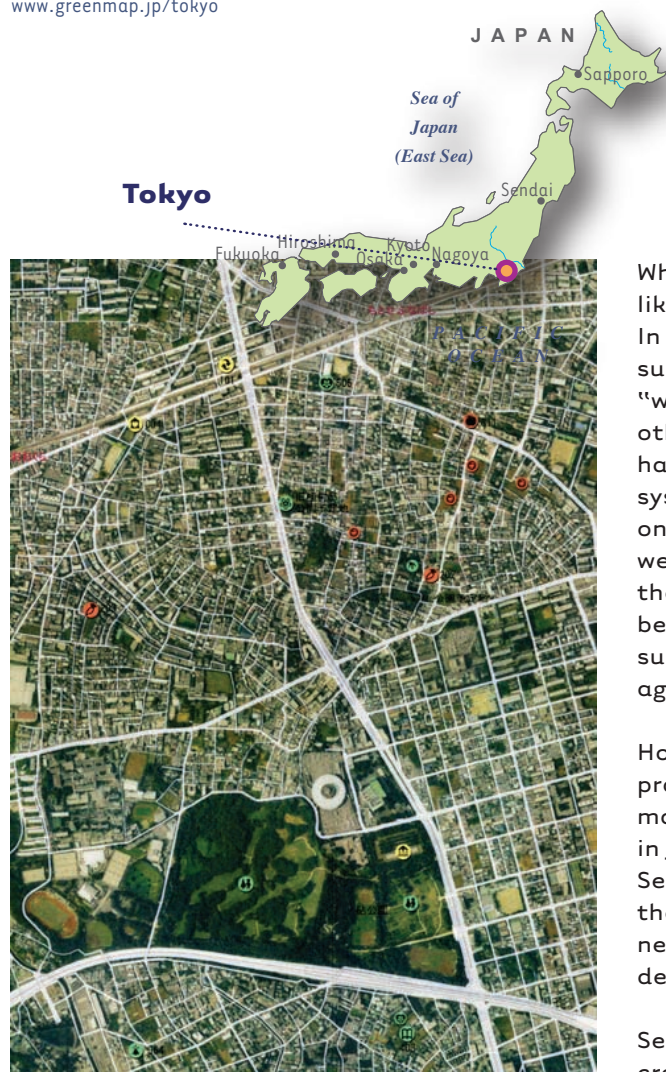 www.greenmap.jp/tokyo
JAPAN
Sapporo
Sea of
Japan
(East Sea)
Tokyo
Sendai
Hiroshima
Kyoto
Fukuoka
Osaka
Nagoya
PACIFIC
OCEAN
Wh
lik
In
su
“w
oth
ha
sys
on
we
the
be
su
ag
Ho
pro
ma
in
Se
the
ne
de
Se